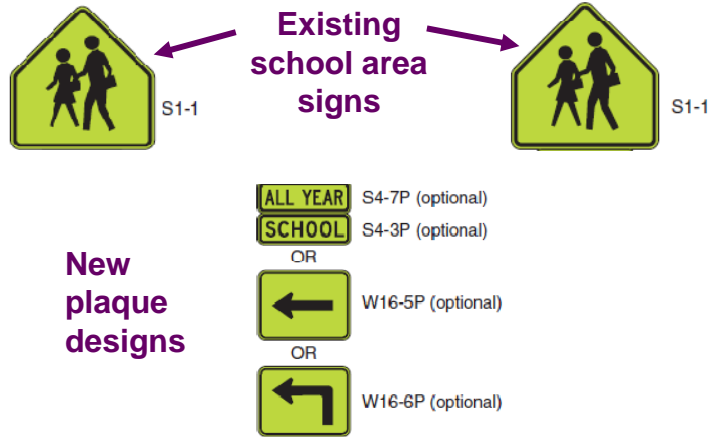 Existing
school area
signs
S1-1
S1-1
ALL YEAR
S4-7P (optional)
SCHOOL
S4-3P (optional)
OR
New
plaque
designs
W16-5P (optional)
OR
W16-6P (optional)